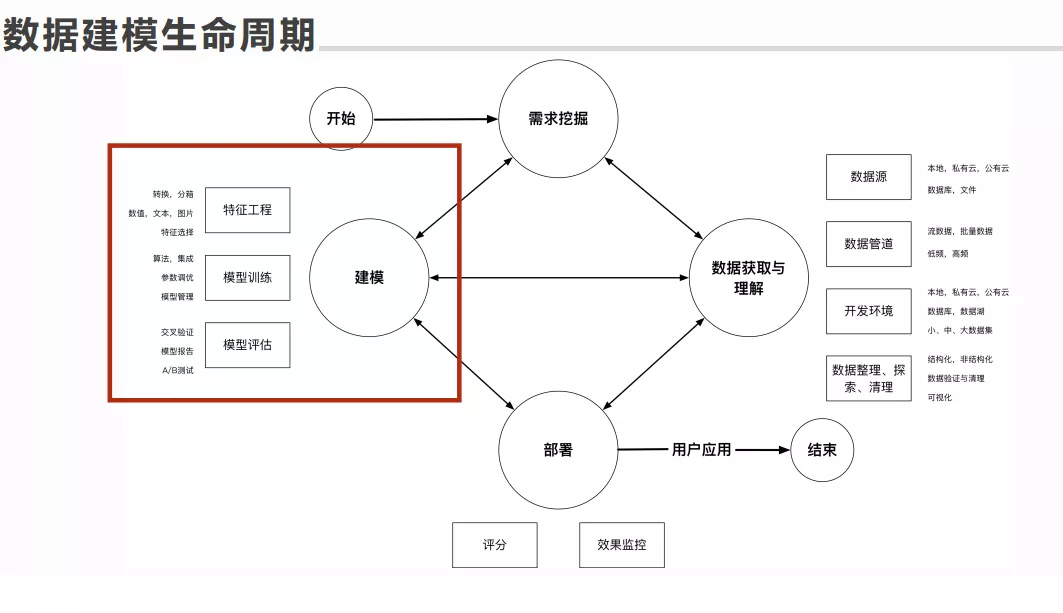 数据建模生命周期
开始
需求挖掘
转换，分箱
数值，文本，图片
特征选择
特征工程
算法，集成
参数调优
模型管理
模型训练
交叉验证
模型报告
A/B测试
模型评估
建模
数据获取与
理解
数据源
本地，私有云，公有云
数据库，文件
数据管道
流数据，批量数据
低频，高频
开发环境
本地，私有云，公有云
数据库，数据湖
小、中、大数据集
数据整理、探
索、清理
结构化，非结构化
数据验证与清理
可视化
部署
用户应用
结束
评分
效果监控